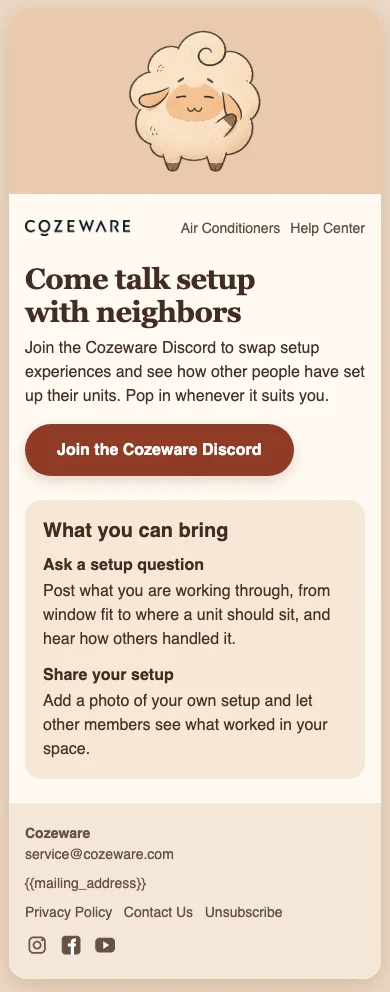 COZEWARE
Air Conditioners Help Center
Come talk setup
with neighbors
Join the Cozeware Discord to swap setup
experiences and see how other people have set
up their units. Pop in whenever it suits you.
Join the Cozeware Discord
What you can bring
Ask a setup question
Post what you are working through, from
window fit to where a unit should sit, and
hear how others handled it.
Share your setup
Add a photo of your own setup and let
other members see what worked in your
space.
Cozeware
service@cozeware.com
{{mailing_address}}
Privacy Policy Contact Us Unsubscribe